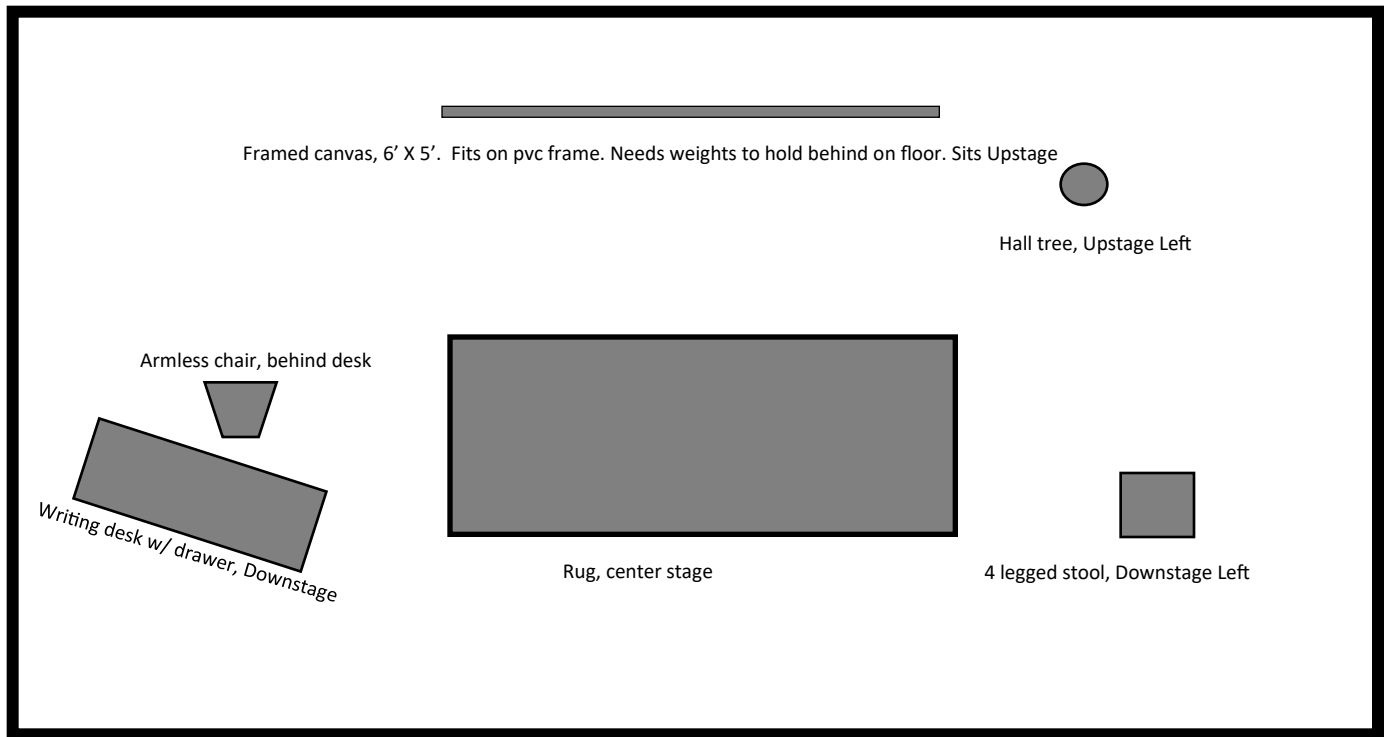 Framed canvas, 6’ X 5’.  Fits on pvc frame. Needs weights to hold behind on floor. Sits Upstage
Hall tree, Upstage Left
Armless chair, behind desk
Writing desk w/ drawer, Downstage
Rug, center stage
4 legged stool, Downstage Left